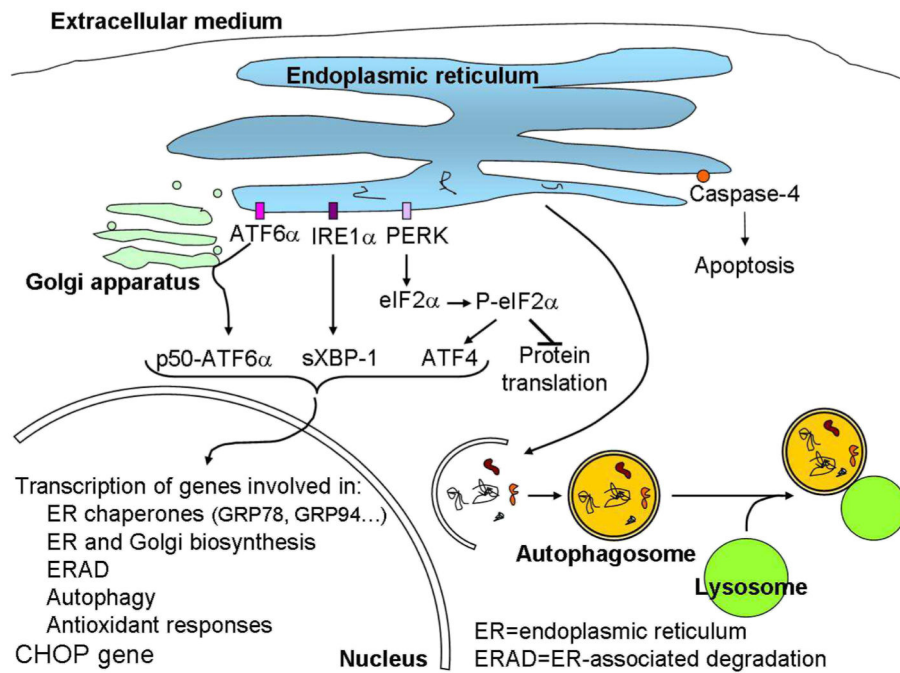 Extracellular medium
Endoplasmic reticulum
Caspase-4
Apoptosis
ATF6α IRE1α PERK
Golgi apparatus
eIF2α P-eIF2α
p50-ATF6α sXBP-1 ATF4 Protein
translation
Transcription of genes involved in:
ER chaperones (GRP78, GRP94...)
ER and Golgi biosynthesis
ERAD
Autophagy
Antioxidant responses
CHOP gene
Nucleus
Autophagosome
Lysosome
ER=endoplasmic reticulum
ERAD=ER-associated degradation